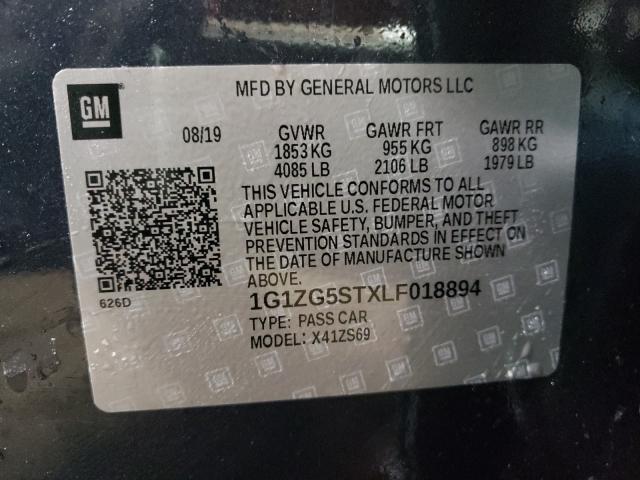 GM
MFD BY GENERAL MOTORS LLC
08/19 GVWR GAWR FRT GAWR RR
1853 KG 955 KG 898 KG
4085 LB 2106 LB 1979 LB
THIS VEHICLE CONFORMS TO ALL
APPLICABLE U.S. FEDERAL MOTOR
VEHICLE SAFETY, BUMPER, AND THEFT
PREVENTION STANDARDS IN EFFECT ON
THE DATE OF MANUFACTURE SHOWN
ABOVE.
626D
1G1ZG5STXLF018894
TYPE: PASS CAR
MODEL: X41ZS69